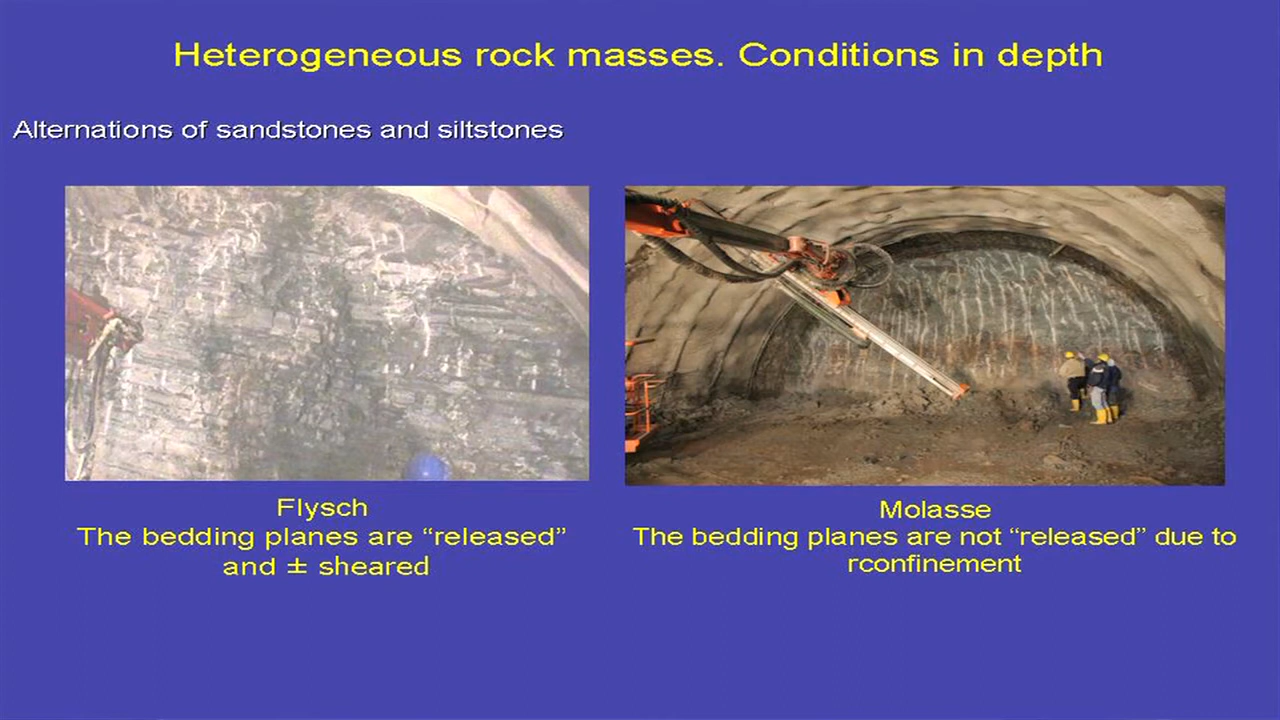 Heterogeneous rock masses. Conditions in depth
Alternations of sandstones and siltstones
Flysch
The bedding planes are “released”
and ± sheared
Molasse
The bedding planes are not “released” due to
rconfinement